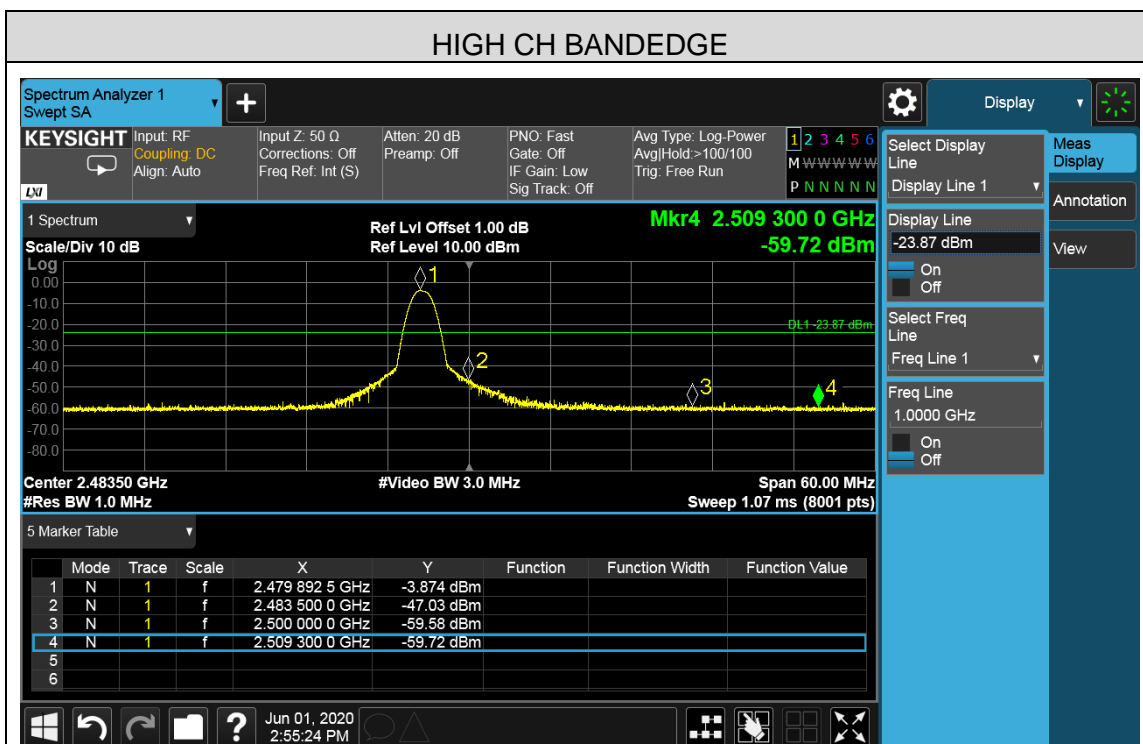 HIGH CH BANDEDGE
Spectrum Analyzer 1
Swept SA
Display
KEYSIGHT
LXI
Input: RF
Coupling: DC
Align: Auto
Input Z: 50 Ω
Corrections: Off
Freq Ref: Int (S)
Atten: 20 dB
Preamp: Off
PNO: Fast
Gate: Off
IF Gain: Low
Sig Track: Off
Avg Type: Log-Power
Avg|Hold:>100/100
Trig: Free Run
1 2 3 4 5 6
M W W W W W
P N N N N N
Select Display
Line
Display Line 1
Display Line
-23.87 dBm
On
Off
Select Freq
Line
Freq Line 1
Freq Line
1.0000 GHz
On
Off
Meas
Display
Annotation
View
1 Spectrum
Scale/Div 10 dB
Ref Lvl Offset 1.00 dB
Ref Level 10.00 dBm
Mkr4 2.509 300 0 GHz
-59.72 dBm
Log
0.00
-10.0
-20.0
-30.0
-40.0
-50.0
-60.0
-70.0
-80.0
1
DL1 -23.87 dBm
2
3
4
Center 2.48350 GHz
#Video BW 3.0 MHz
Span 60.00 MHz
#Res BW 1.0 MHz
Sweep 1.07 ms (8001 pts)
5 Marker Table
Mode Trace Scale X Y Function Function Width Function Value
1 N 1 f 2.479 892 5 GHz -3.874 dBm
2 N 1 f 2.483 500 0 GHz -47.03 dBm
3 N 1 f 2.500 000 0 GHz -59.58 dBm
4 N 1 f 2.509 300 0 GHz -59.72 dBm
5
6
?
Jun 01, 2020
2:55:24 PM